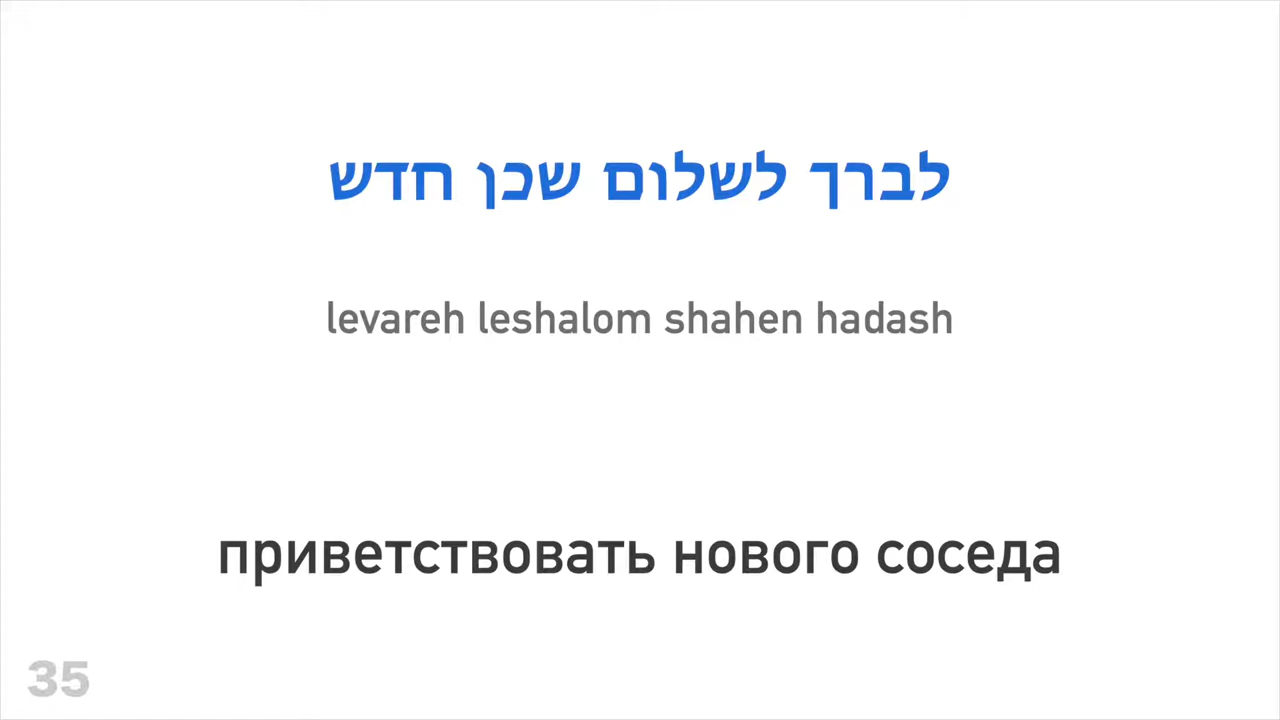 לברך לשלום שכן חדש
levareh leshalom shahen hadash
приветствовать нового соседа
35